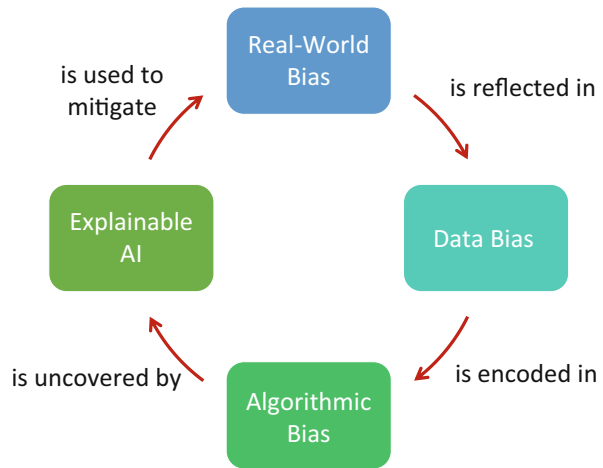 Real-World
Bias
is reflected in
Data Bias
is encoded in
Algorithmic
Bias
is uncovered by
Explainable
AI
is used to
mitigate